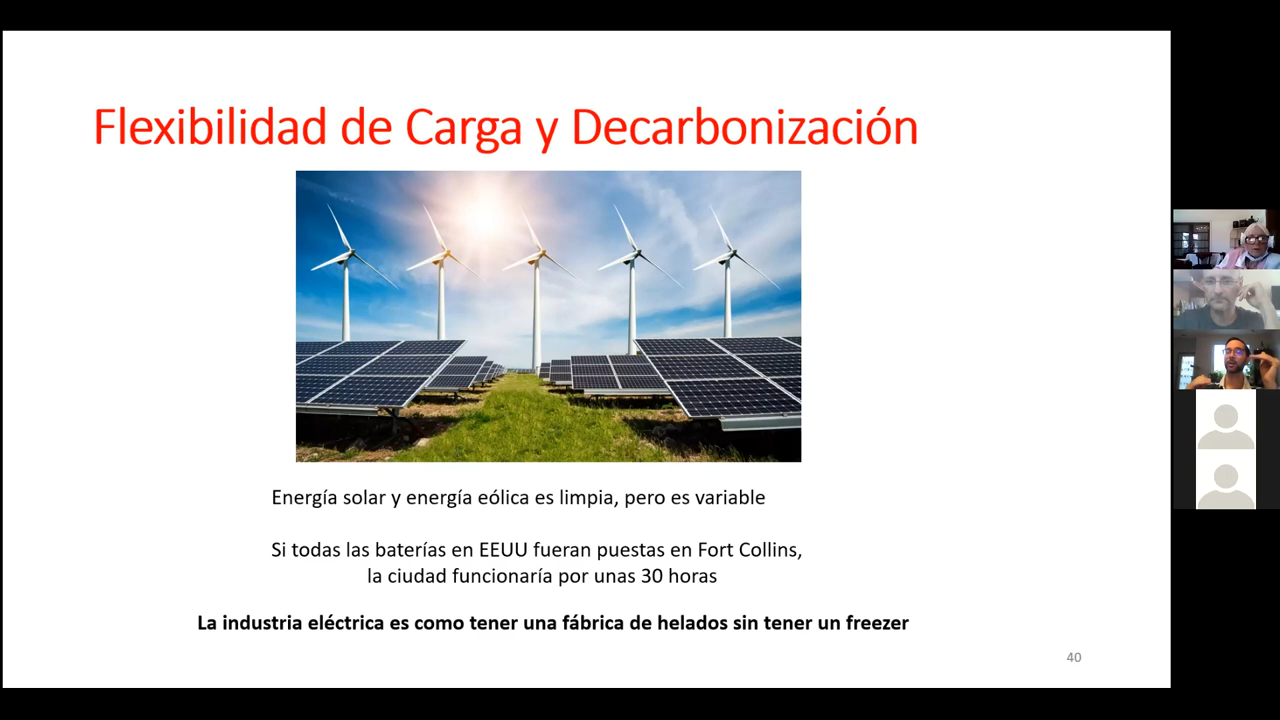 Flexibilidad de Carga y Decarbonización
Energía solar y energía eólica es limpia, pero es variable
Si todas las baterías en EEUU fueran puestas en Fort Collins,
la ciudad funcionaría por unas 30 horas
La industria eléctrica es como tener una fábrica de helados sin tener un freezer
40